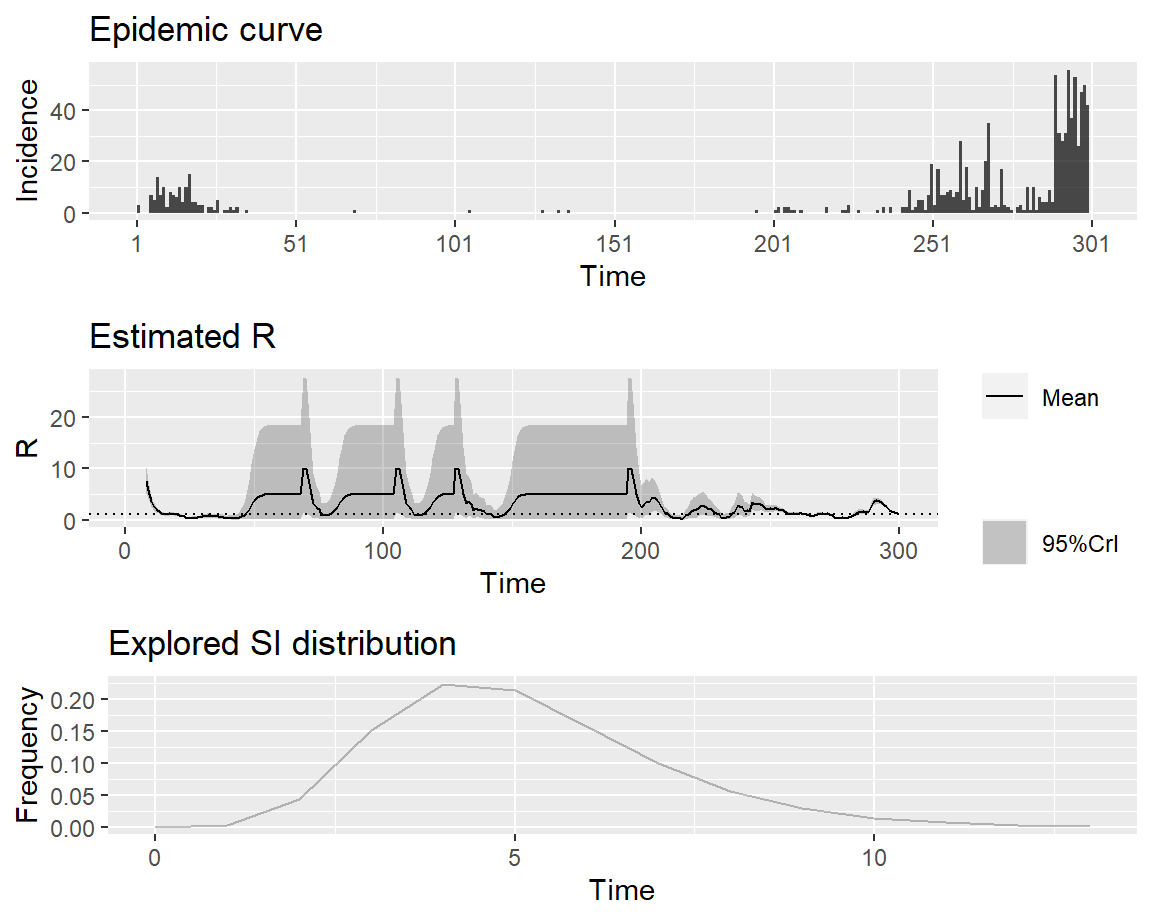 Epidemic curve
Incidence
40
20
0
1 51 101 151 201 251 301
Time
Estimated R
R
20
10
0
0 100 200 300
Time
Mean
95%CrI
Explored SI distribution
Frequency
0.20
0.15
0.10
0.05
0.00
0 5 10
Time